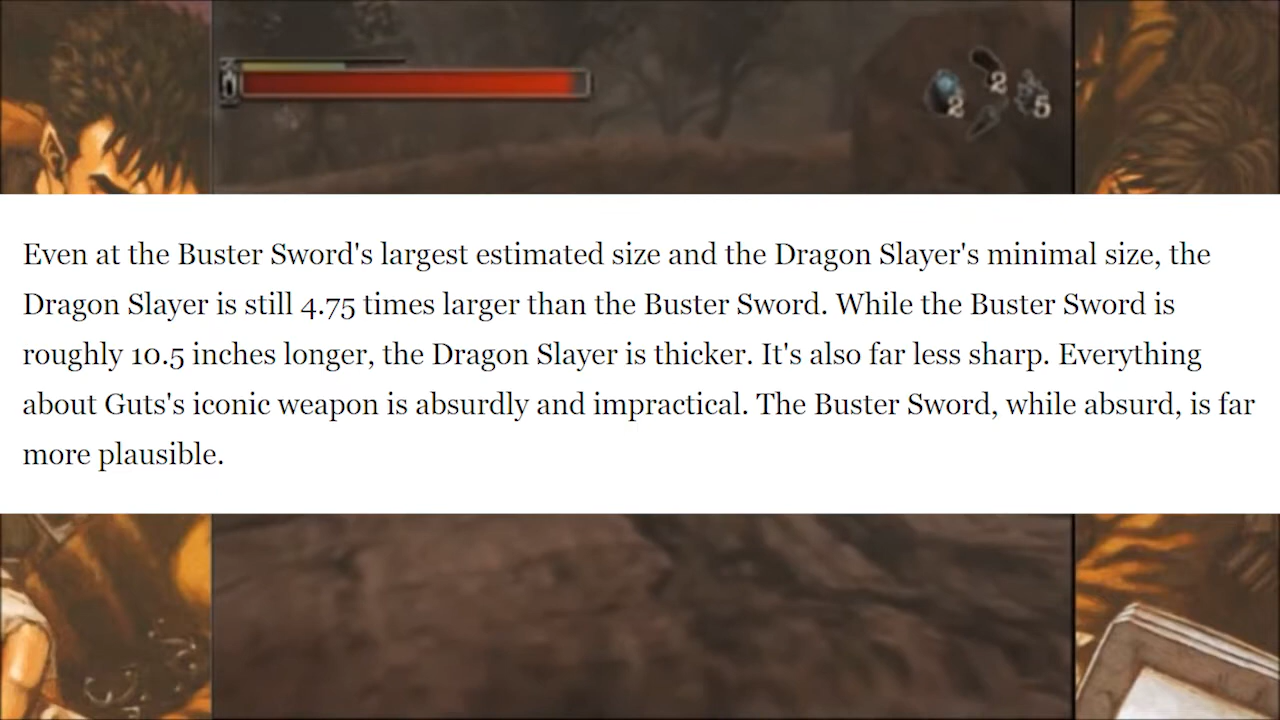 2
2
5
Even at the Buster Sword's largest estimated size and the Dragon Slayer's minimal size, the
Dragon Slayer is still 4.75 times larger than the Buster Sword. While the Buster Sword is
roughly 10.5 inches longer, the Dragon Slayer is thicker. It's also far less sharp. Everything
about Guts's iconic weapon is absurdly and impractical. The Buster Sword, while absurd, is far
more plausible.